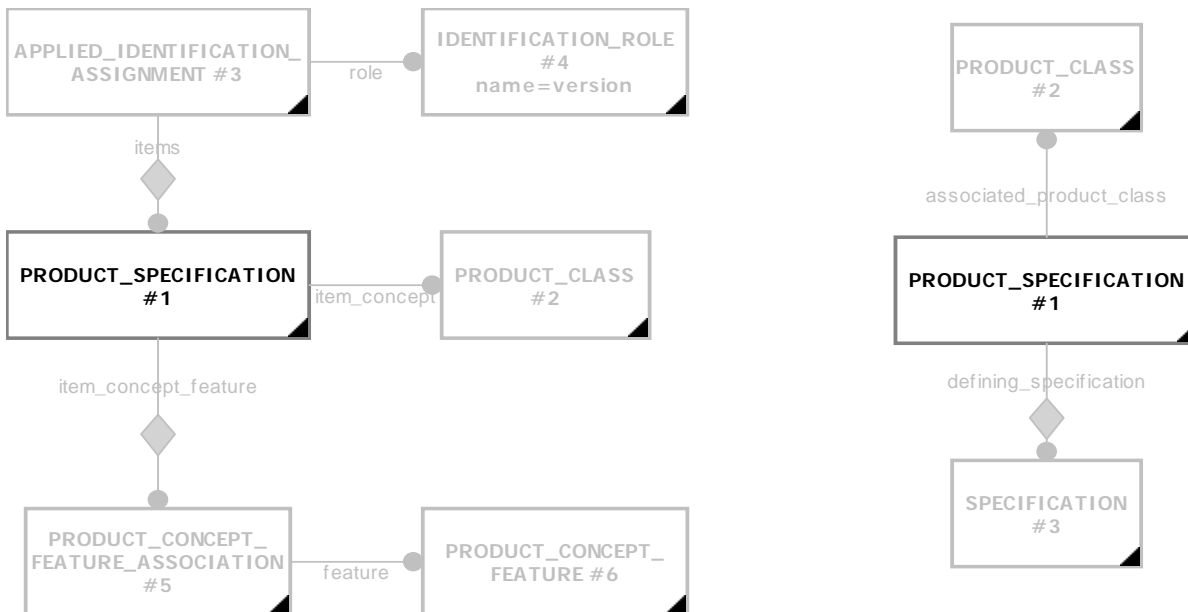 APPLIED_IDENTIFICATION_
ASSIGNMENT #3
role
IDENTIFICATION_ROLE
#4
name=version
items
PRODUCT_SPECIFICATION
#1
item_concept
PRODUCT_CLASS
#2
item_concept_feature
PRODUCT_CONCEPT_
FEATURE_ASSOCIATION
#5
feature
PRODUCT_CONCEPT_
FEATURE #6
PRODUCT_CLASS
#2
associated_product_class
PRODUCT_SPECIFICATION
#1
defining_specification
SPECIFICATION
#3